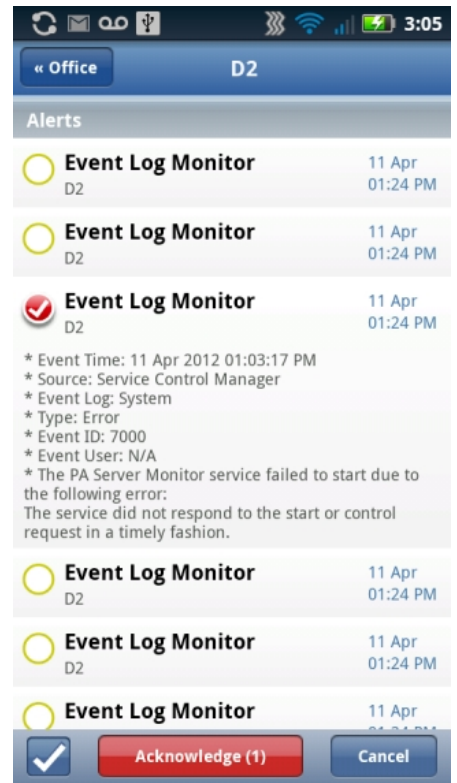 3:05
« Office
D2
Alerts
Event Log Monitor
11 Apr
D2
01:24 PM
Event Log Monitor
11 Apr
D2
01:24 PM
Event Log Monitor
11 Apr
D2
01:24 PM
* Event Time: 11 Apr 2012 01:03:17 PM
* Source: Service Control Manager
* Event Log: System
* Type: Error
* Event ID: 7000
* Event User: N/A
* The PA Server Monitor service failed to start due to
the following error:
The service did not respond to the start or control
request in a timely fashion.
Event Log Monitor
11 Apr
D2
01:24 PM
Event Log Monitor
11 Apr
D2
01:24 PM
Event Log Monitor
11 Apr
Acknowledge (1)
Cancel